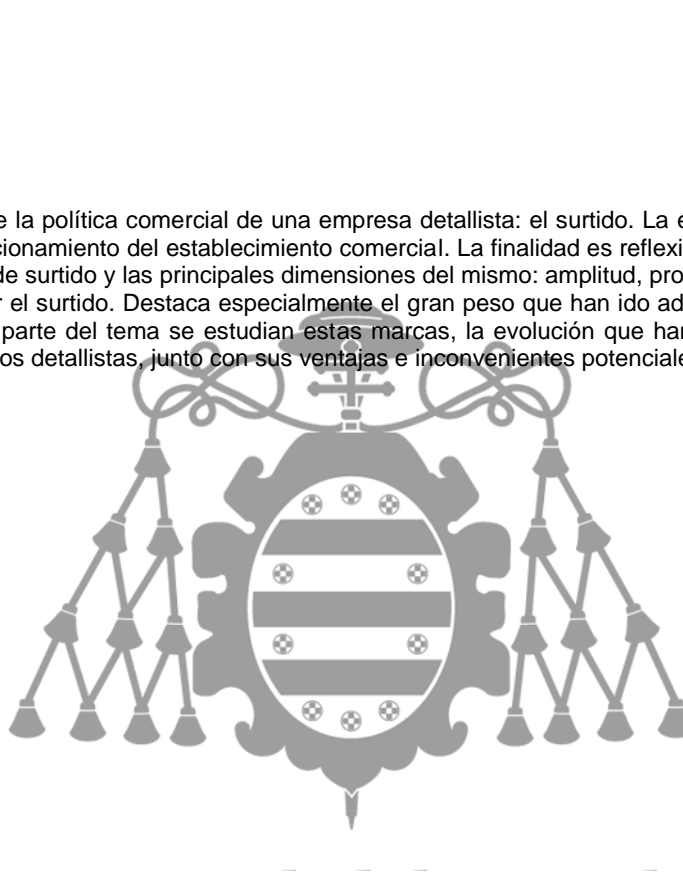 e la política comercial de una empresa detallista: el surtido. La e
cionamiento del establecimiento comercial. La finalidad es reflexi
de surtido y las principales dimensiones del mismo: amplitud, pro
r el surtido. Destaca especialmente el gran peso que han ido ad
parte del tema se estudian estas marcas, la evolución que han
os detallistas, junto con sus ventajas e inconvenientes potenciale